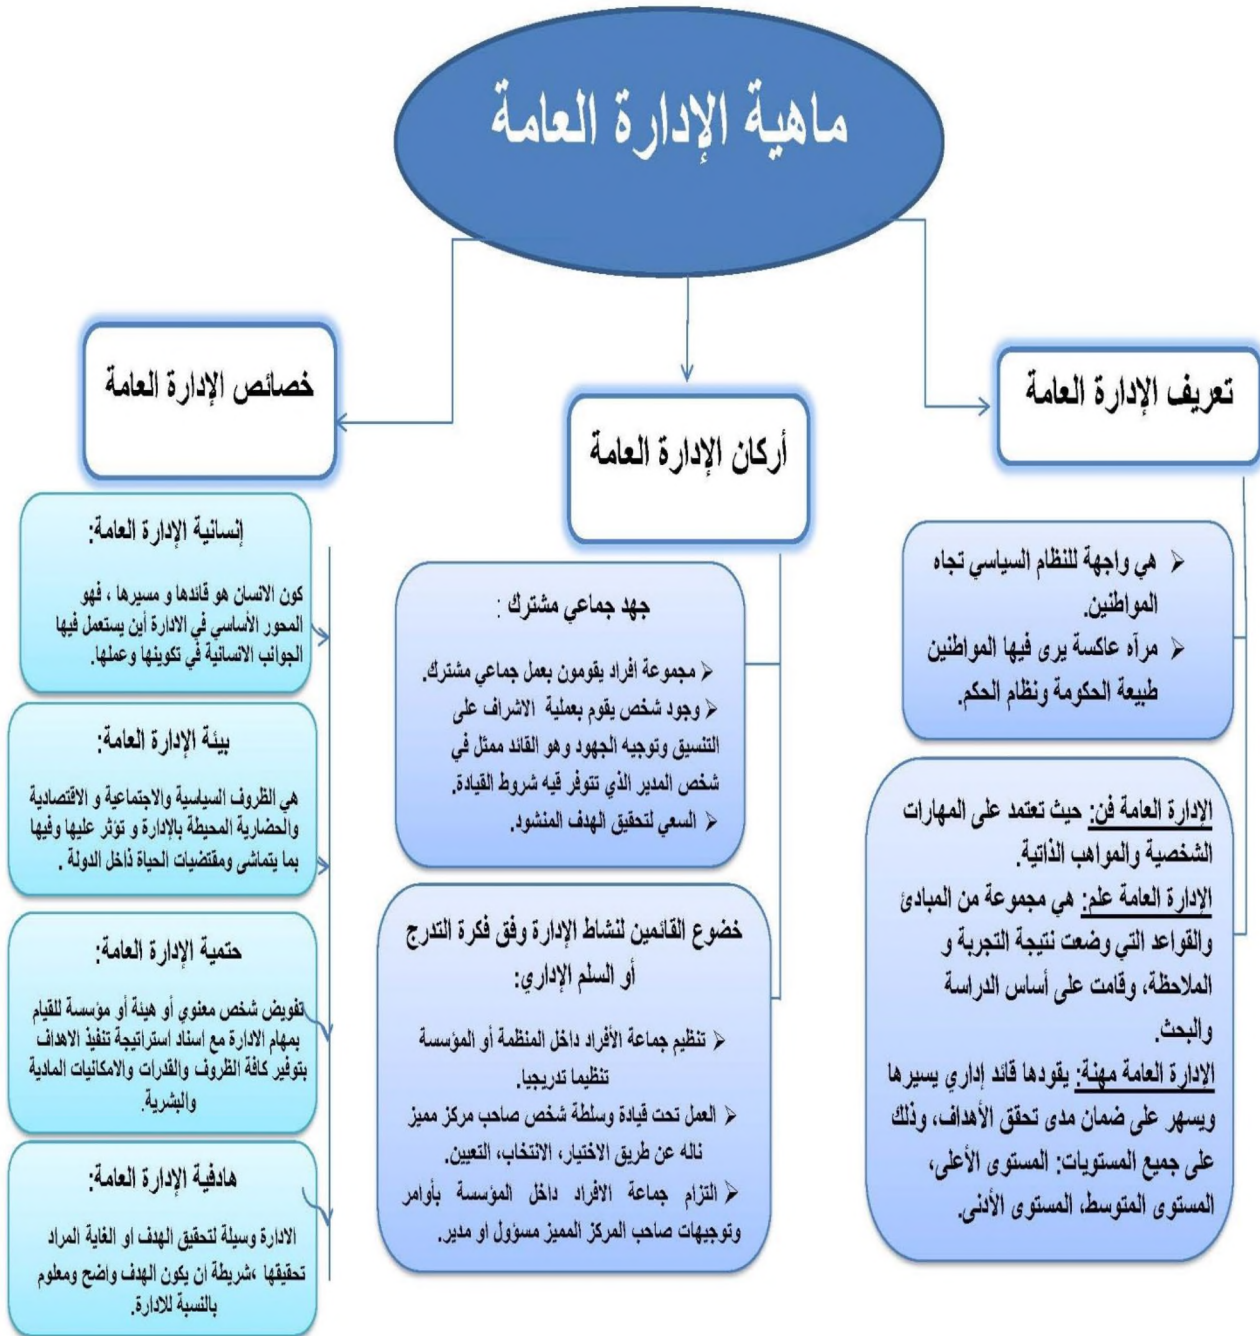 ماهية الإدارة العامة
تعريف الإدارة العامة
هي واجهة للنظام السياسي تجاه
المواطنين.
مرآه عاكسة يرى فيها المواطنين
طبيعة الحكومة ونظام الحكم.
الإدارة العامة فن: حيث تعتمد على المهارات
الشخصية والمواهب الذاتية.
الإدارة العامة علم: هي مجموعة من المبادئ
والقواعد التي وضعت نتيجة التجربة و
الملاحظة، وقامت على أساس الدراسة
والبحث.
الإدارة العامة مهنة: يقودها قائد إداري يسيرها
ويسهر على ضمان مدى تحقق الأهداف، وذلك
على جميع المستويات: المستوى الأعلى،
المستوى المتوسط، المستوى الأدنى.
أركان الإدارة العامة
جهد جماعي مشترك :
مجموعة افراد يقومون بعمل جماعي مشترك.
وجود شخص يقوم بعملية الاشراف على
التنسيق وتوجيه الجهود وهو القائد ممثل في
شخص المدير الذي تتوفر فيه شروط القيادة.
السعي لتحقيق الهدف المنشود.
خضوع القائمين لنشاط الإدارة وفق فكرة التدرج
أو السلم الإداري:
تنظيم جماعة الأفراد داخل المنظمة أو المؤسسة
تنظيما تدريجيا.
العمل تحت قيادة وسلطة شخص صاحب مركز مميز
ناله عن طريق الاختيار، الانتخاب، التعيين.
التزام جماعة الافراد داخل المؤسسة بأوامر
وتوجيهات صاحب المركز المميز مسؤول او مدير.
خصائص الإدارة العامة
إنسانية الإدارة العامة:
كون الانسان هو قائدها و مسيرها ، فهو
المحور الأساسي في الادارة أين يستعمل فيها
الجوانب الانسانية في تكوينها وعملها.
بيئة الإدارة العامة:
هي الظروف السياسية والاجتماعية و الاقتصادية
والحضارية المحيطة بالإدارة و تؤثر عليها وفيها
بما يتماشى ومقتضيات الحياة داخل الدولة .
حتمية الإدارة العامة:
تفويض شخص معنوي أو هيئة أو مؤسسة للقيام
بمهام الادارة مع اسناد استراتيجة تنفيذ الاهداف
بتوفير كافة الظروف والقدرات والامكانيات المادية
والبشرية.
هادفية الإدارة العامة:
الادارة وسيلة لتحقيق الهدف او الغاية المراد
تحقيقها ،شريطة ان يكون الهدف واضح ومعلوم
بالنسبة للادارة.